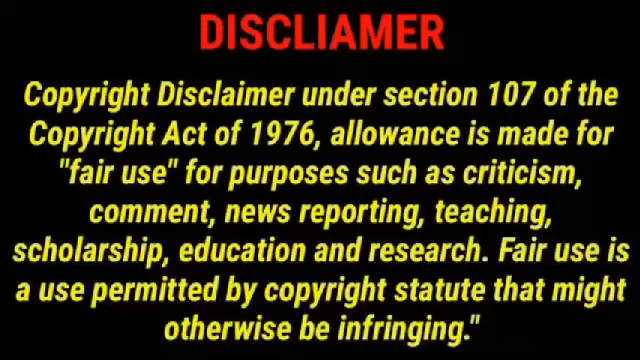 DISCLIAMER
Copyright Disclaimer under section 107 of the
Copyright Act of 1976, allowance is made for
"fair use" for purposes such as criticism,
comment, news reporting, teaching,
scholarship, education and research. Fair use is
a use permitted by copyright statute that might
otherwise be infringing."